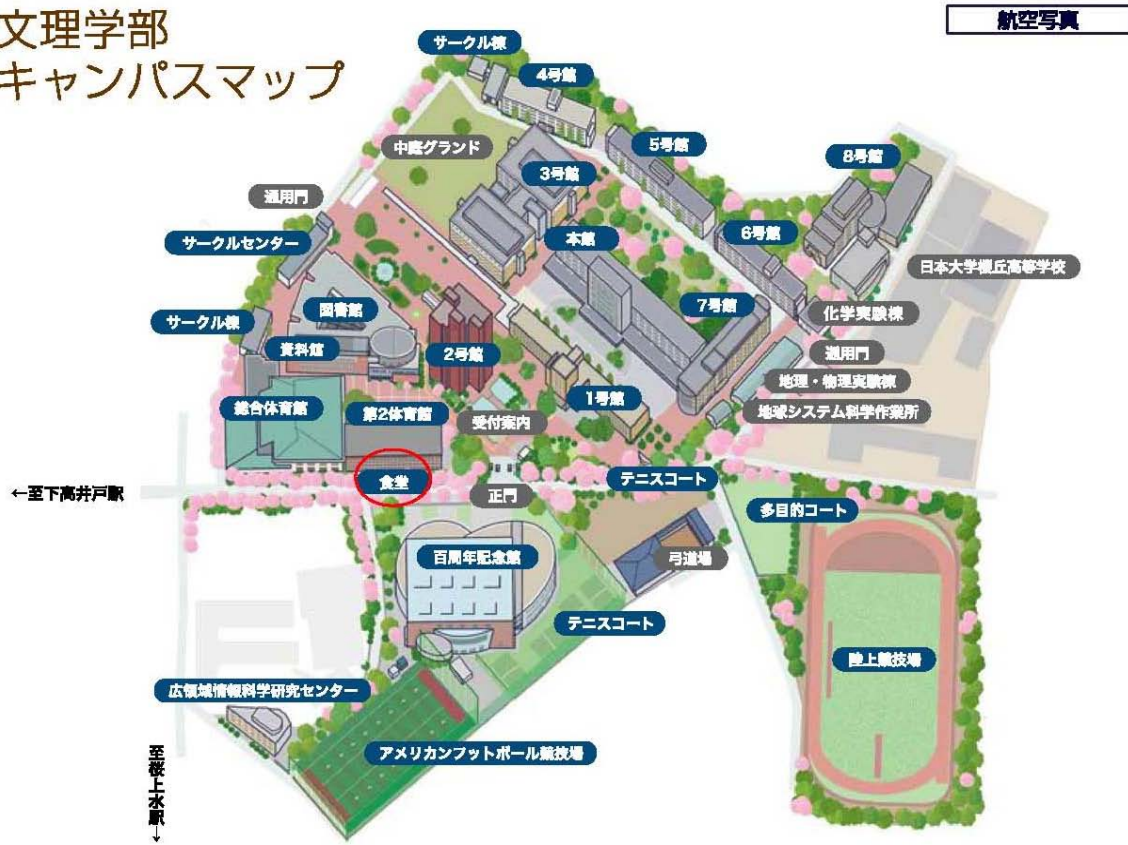 文理学部
キャンパスマップ
航空写真
サークル棟
4号館
中庭グランド
5号館
3号館
8号館
通用門
サークルセンター
本館
6号館
日本大学櫻丘高等学校
図書館
7号館
化学実験棟
サークル棟
資料館
2号館
通用門
地理・物理実験棟
総合体育館
第2体育館
受付案内
1号館
地球システム科学作業所
←至下高井戸駅
食堂
正門
テニスコート
多目的コート
百周年記念館
弓道場
テニスコート
陸上競技場
広領域情報科学研究センター
アメリカンフットボール競技場
至桜上水駅→